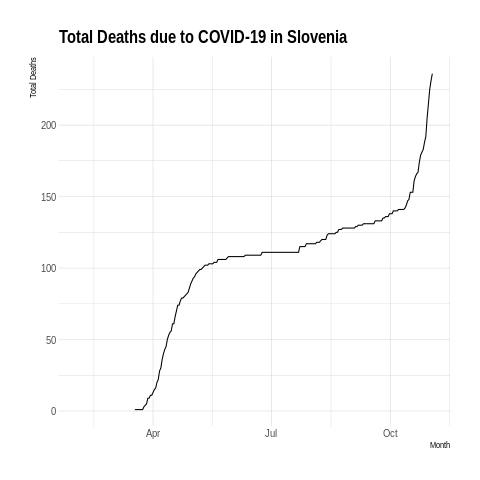 Total Deaths due to COVID-19 in Slovenia
Total Deaths
200
150
100
50
0
Apr Jul Oct
Month